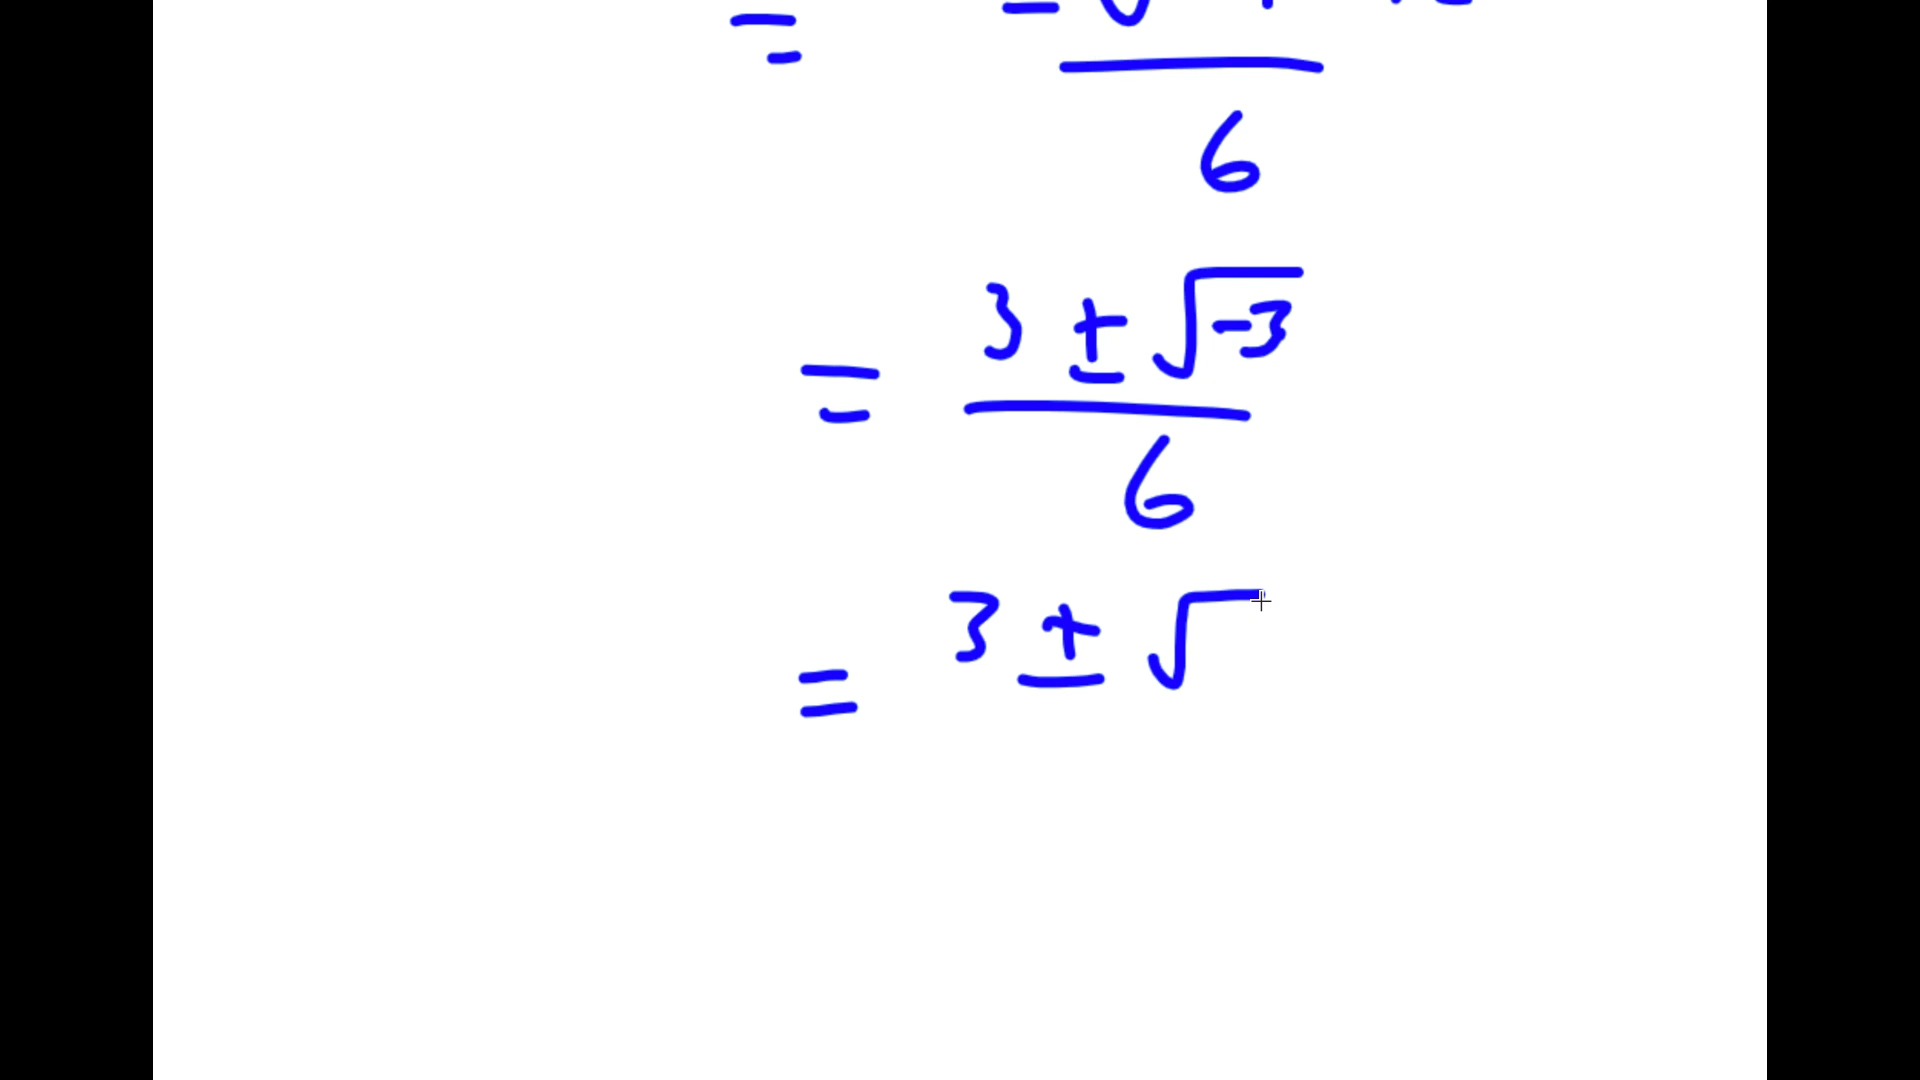 = ±√
6
= 3 ± √-3
6
= 3 ± √